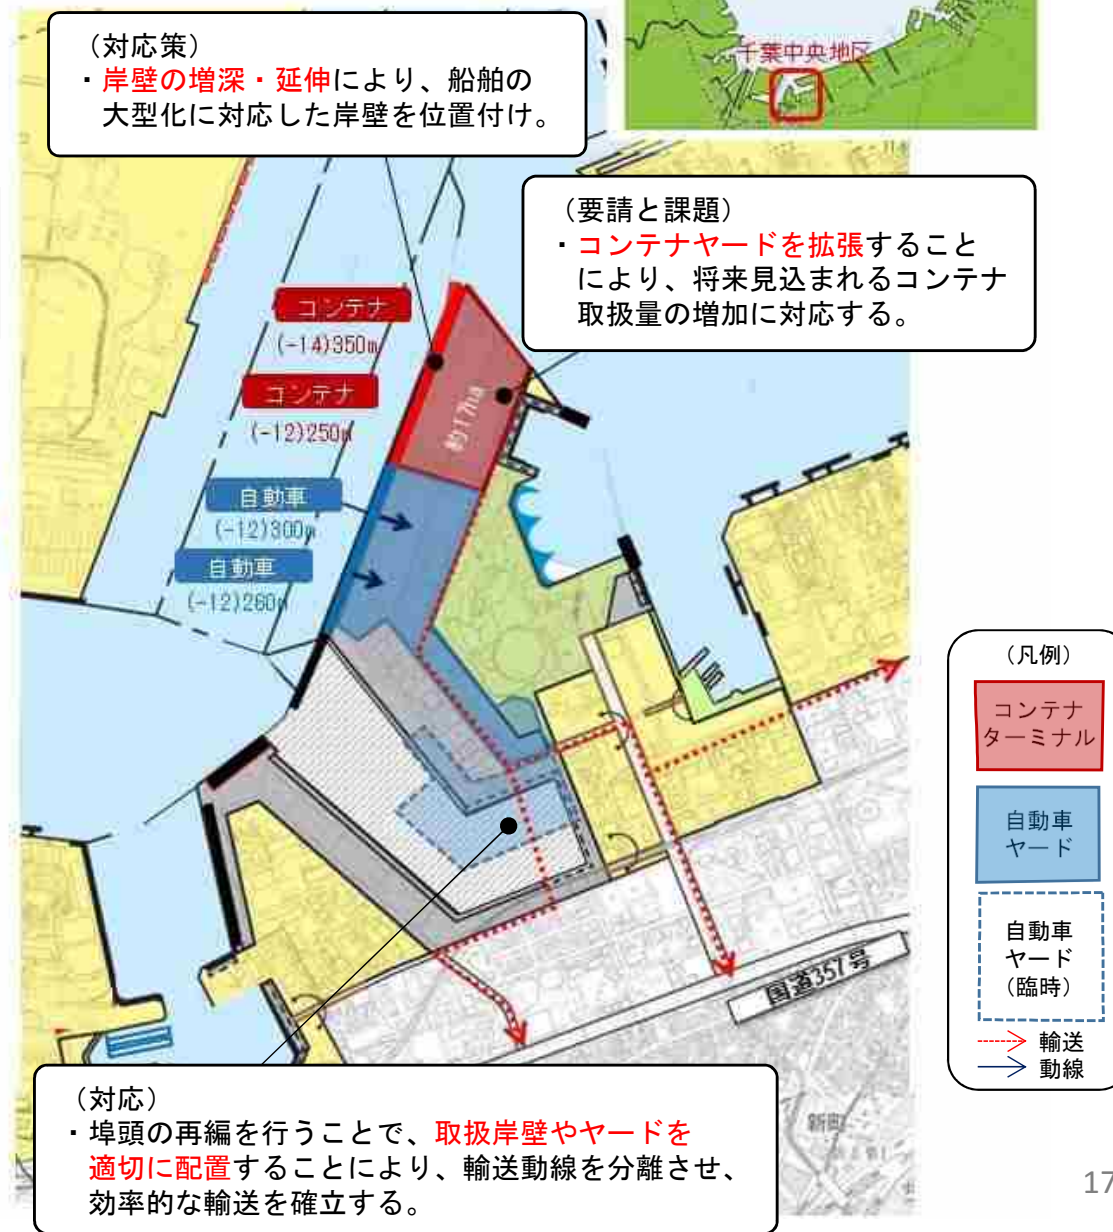 （対応策）
・岸壁の増深・延伸により、船舶の
大型化に対応した岸壁を位置付け。
千葉中央地区
（要請と課題）
・コンテナヤードを拡張すること
により、将来見込まれるコンテナ
取扱量の増加に対応する。
コンテナ
(-14)350m
コンテナ
(-12)250m
約17ha
自動車
(-12)300m
自動車
(-12)260m
（凡例）
コンテナ
ターミナル
自動車
ヤード
自動車
ヤード
（臨時）
輸送
動線
国道357号
新町
（対応）
・埠頭の再編を行うことで、取扱岸壁やヤードを
適切に配置することにより、輸送動線を分離させ、
効率的な輸送を確立する。
17